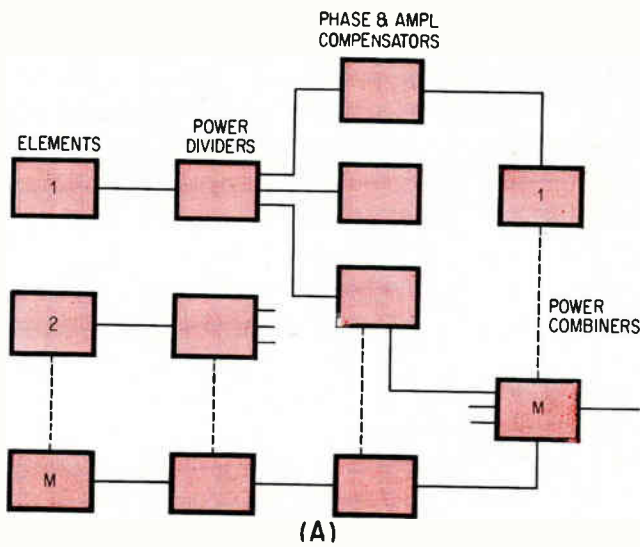 PHASE & AMPL
COMPENSATORS
POWER
DIVIDERS
ELEMENTS
1
1
2
POWER
COMBINERS
M
M
(A)